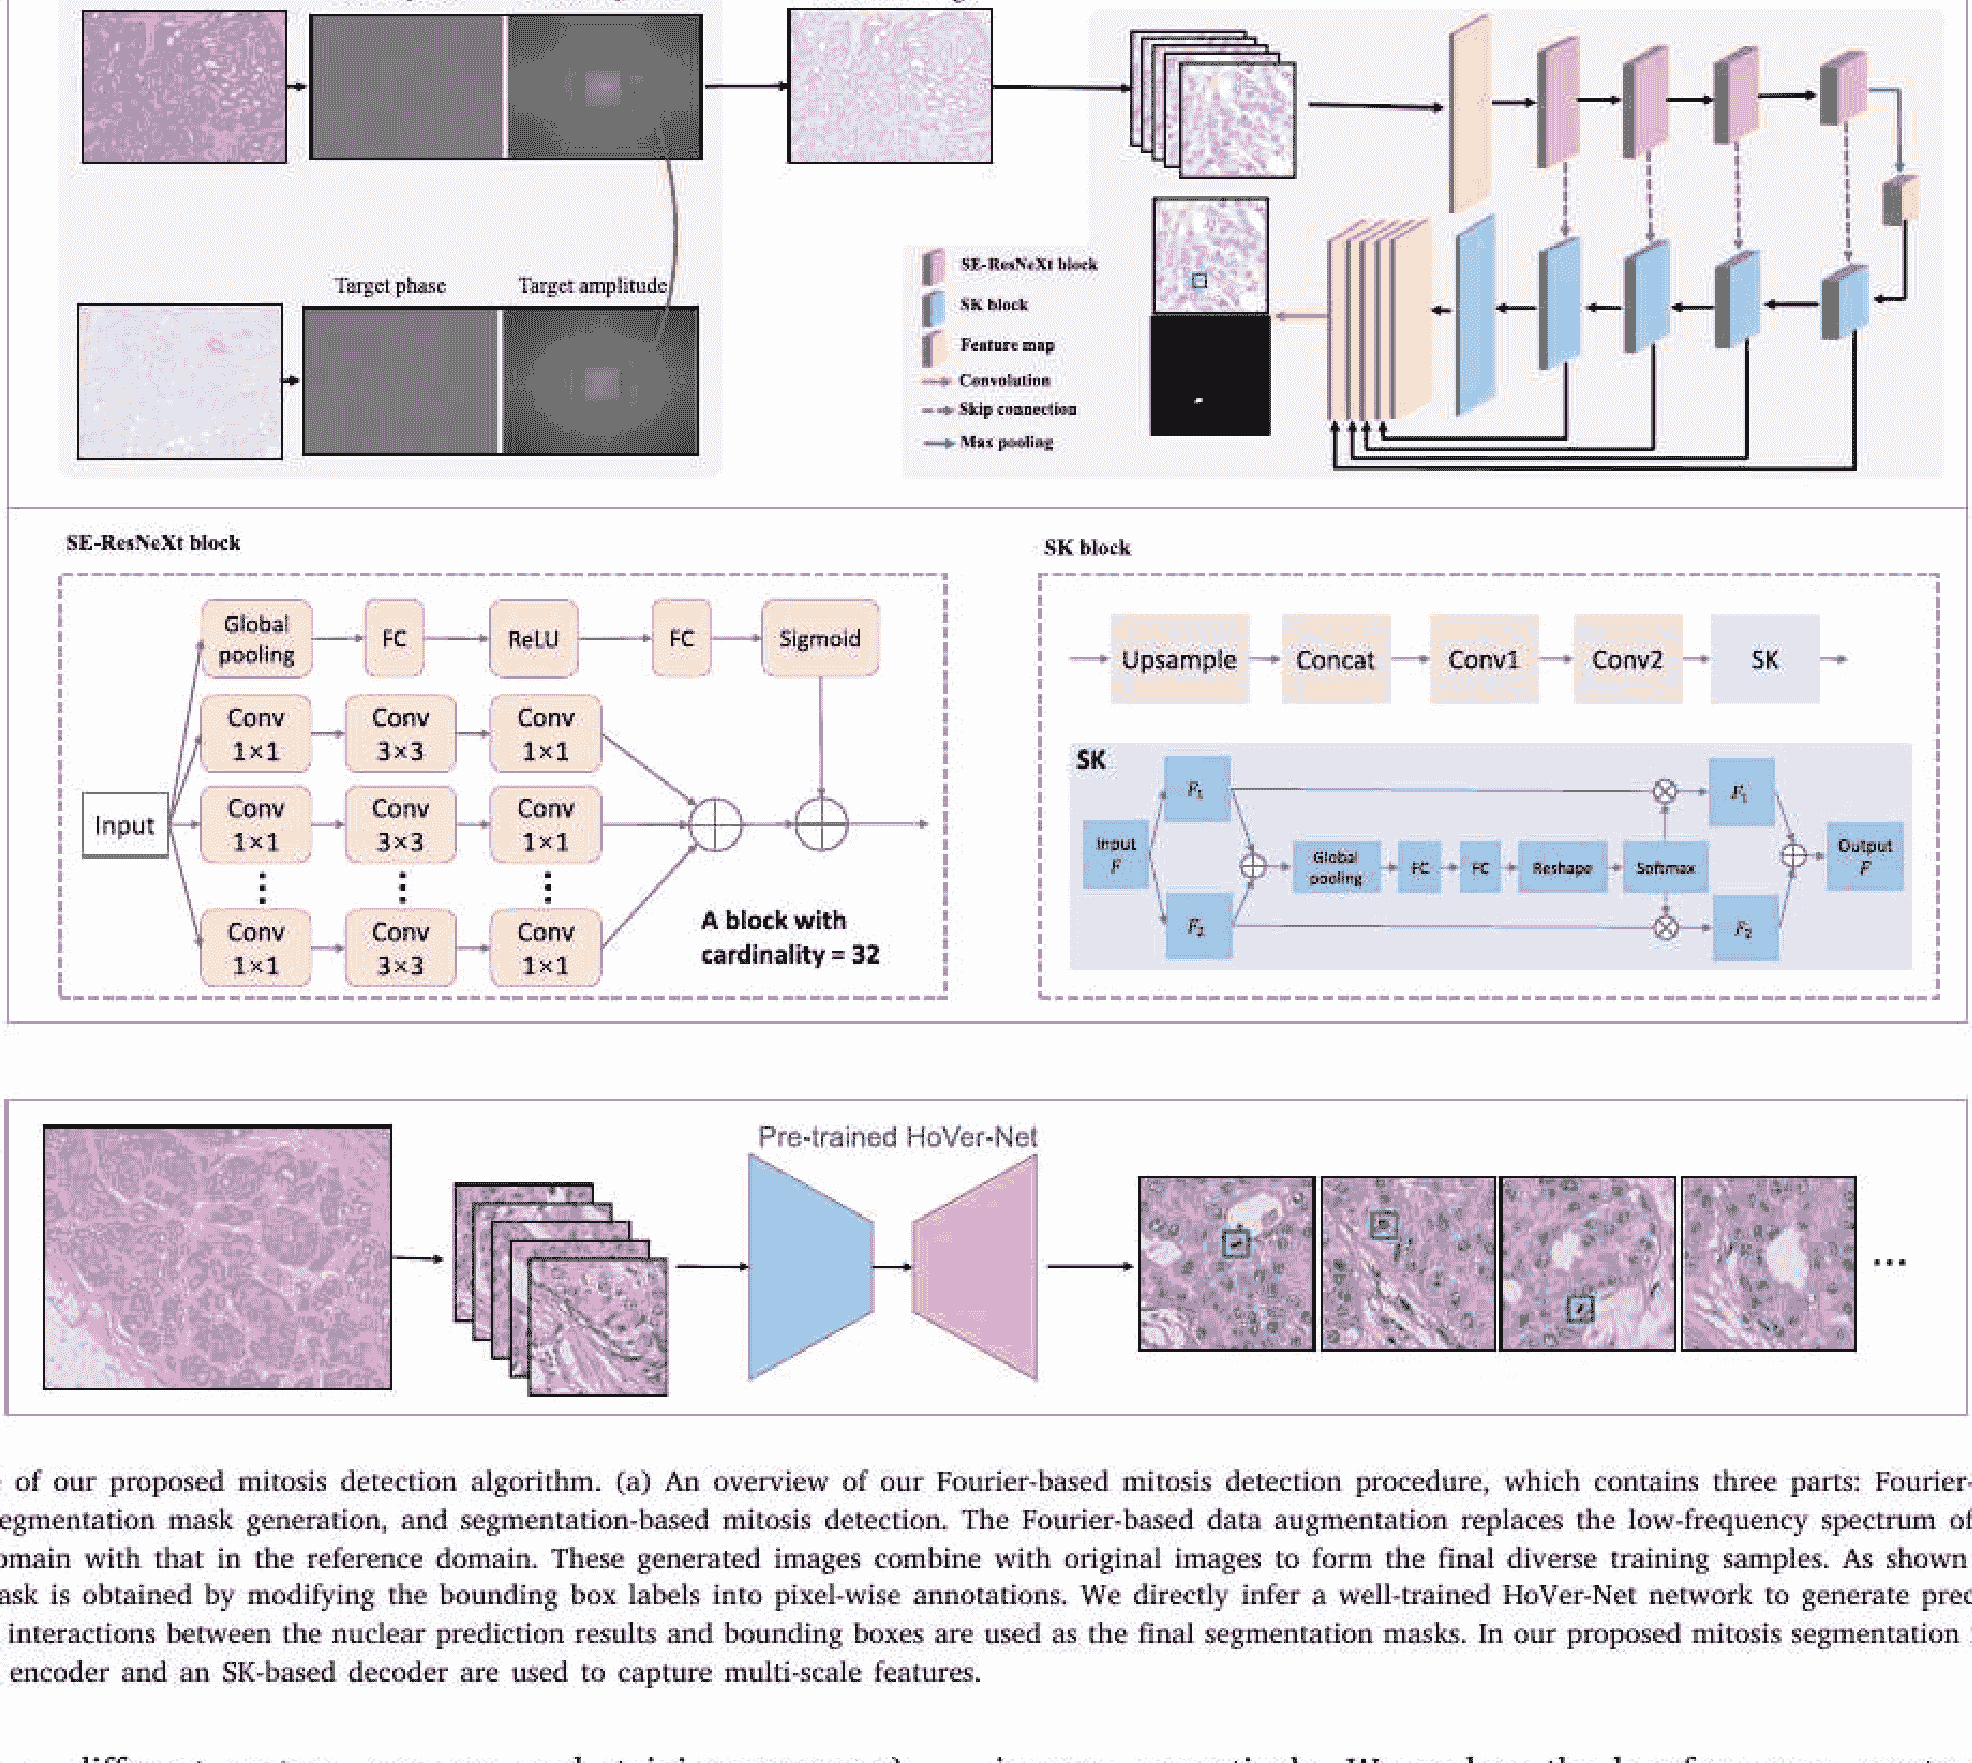 Target phase
Target amplitude
SE-ResNeXt block
SK block
Feature map
Convolution
Skip connection
Max pooling
SE-ResNeXt block
Global
pooling
FC
ReLU
FC
Sigmoid
Conv
1×1
Conv
3×3
Conv
1×1
Conv
1×1
Conv
3×3
Conv
1×1
Input
Conv
1×1
Conv
3×3
Conv
1×1
A block with
cardinality = 32
SK block
Upsample
Concat
Conv1
Conv2
SK
SK
Input
F
F₁
F₂
Global
pooling
FC
FC
Reshape
Softmax
F₁
F₂
Output
F
Pre-trained HoVer-Net
...
of our proposed mitosis detection algorithm. (a) An overview of our Fourier-based mitosis detection procedure, which contains three parts: Fourier-
egmentation mask generation, and segmentation-based mitosis detection. The Fourier-based data augmentation replaces the low-frequency spectrum of
omain with that in the reference domain. These generated images combine with original images to form the final diverse training samples. As shown
ask is obtained by modifying the bounding box labels into pixel-wise annotations. We directly infer a well-trained HoVer-Net network to generate prec
interactions between the nuclear prediction results and bounding boxes are used as the final segmentation masks. In our proposed mitosis segmentation
encoder and an SK-based decoder are used to capture multi-scale features.